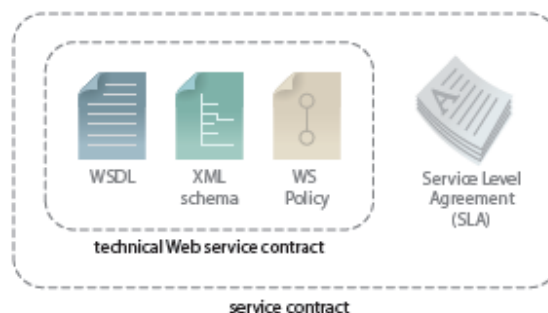 WSDL
XML
schema
WS
Policy
Service Level
Agreement
(SLA)
A
technical Web service contract
service contract